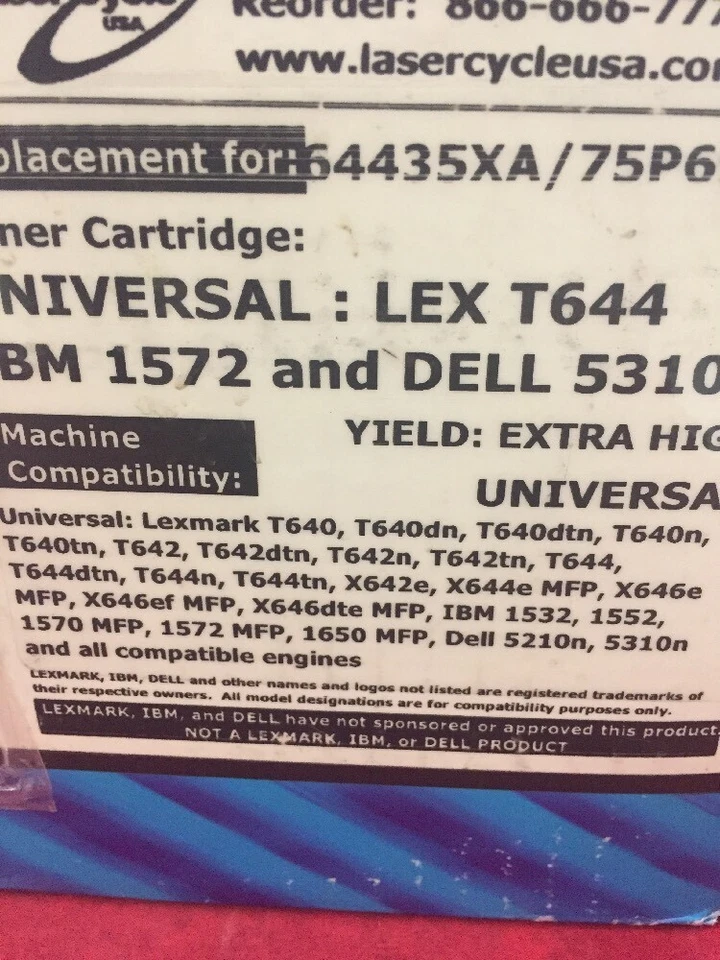 USA
Reorder: 866-666-777
www.lasercycleusa.co
placement for: 64435XA/75P6
ner Cartridge:
NIVERSAL : LEX T644
BM 1572 and DELL 5310
Machine
Compatibility:
YIELD: EXTRA HIG
UNIVERSA
Universal: Lexmark T640, T640dn, T640dtn, T640n,
T640tn, T642, T642dtn, T642n, T642tn, T644,
T644dtn, T644n, T644tn, X642e, X644e MFP, X646e
MFP, X646ef MFP, X646dte MFP, IBM 1532, 1552,
1570 MFP, 1572 MFP, 1650 MFP, Dell 5210n, 5310n
and all compatible engines
LEXMARK, IBM, DELL and other names and logos not listed are registered trademarks of
their respective owners. All model designations are for compatibility purposes only.
LEXMARK, IBM, and DELL have not sponsored or approved this product.
NOT A LEXMARK, IBM, or DELL PRODUCT